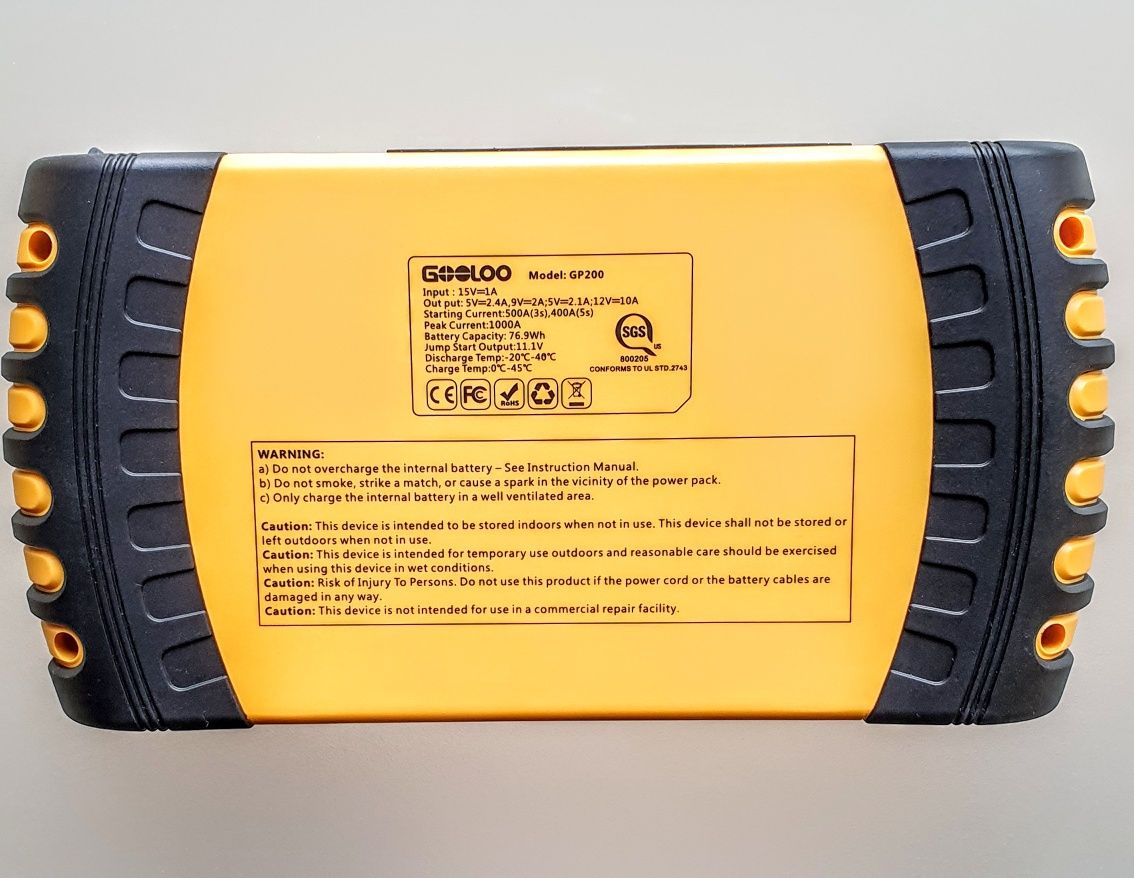 GOOLOO Model: GP200
Input : 15V⎓1A
Out put: 5V⎓2.4A,9V⎓2A;5V⎓2.1A;12V⎓10A
Starting Current:500A(3s),400A(5s)
Peak Current:1000A
Battery Capacity: 76.9Wh
Jump Start Output:11.1V
Discharge Temp:-20℃-40℃
Charge Temp:0℃-45℃
SGS
US
800205
CONFORMS TO UL STD.2743
CE FC RoHS
WARNING:
a) Do not overcharge the internal battery – See Instruction Manual.
b) Do not smoke, strike a match, or cause a spark in the vicinity of the power pack.
c) Only charge the internal battery in a well ventilated area.
Caution: This device is intended to be stored indoors when not in use. This device shall not be stored or
left outdoors when not in use.
Caution: This device is intended for temporary use outdoors and reasonable care should be exercised
when using this device in wet conditions.
Caution: Risk of Injury To Persons. Do not use this product if the power cord or the battery cables are
damaged in any way.
Caution: This device is not intended for use in a commercial repair facility.